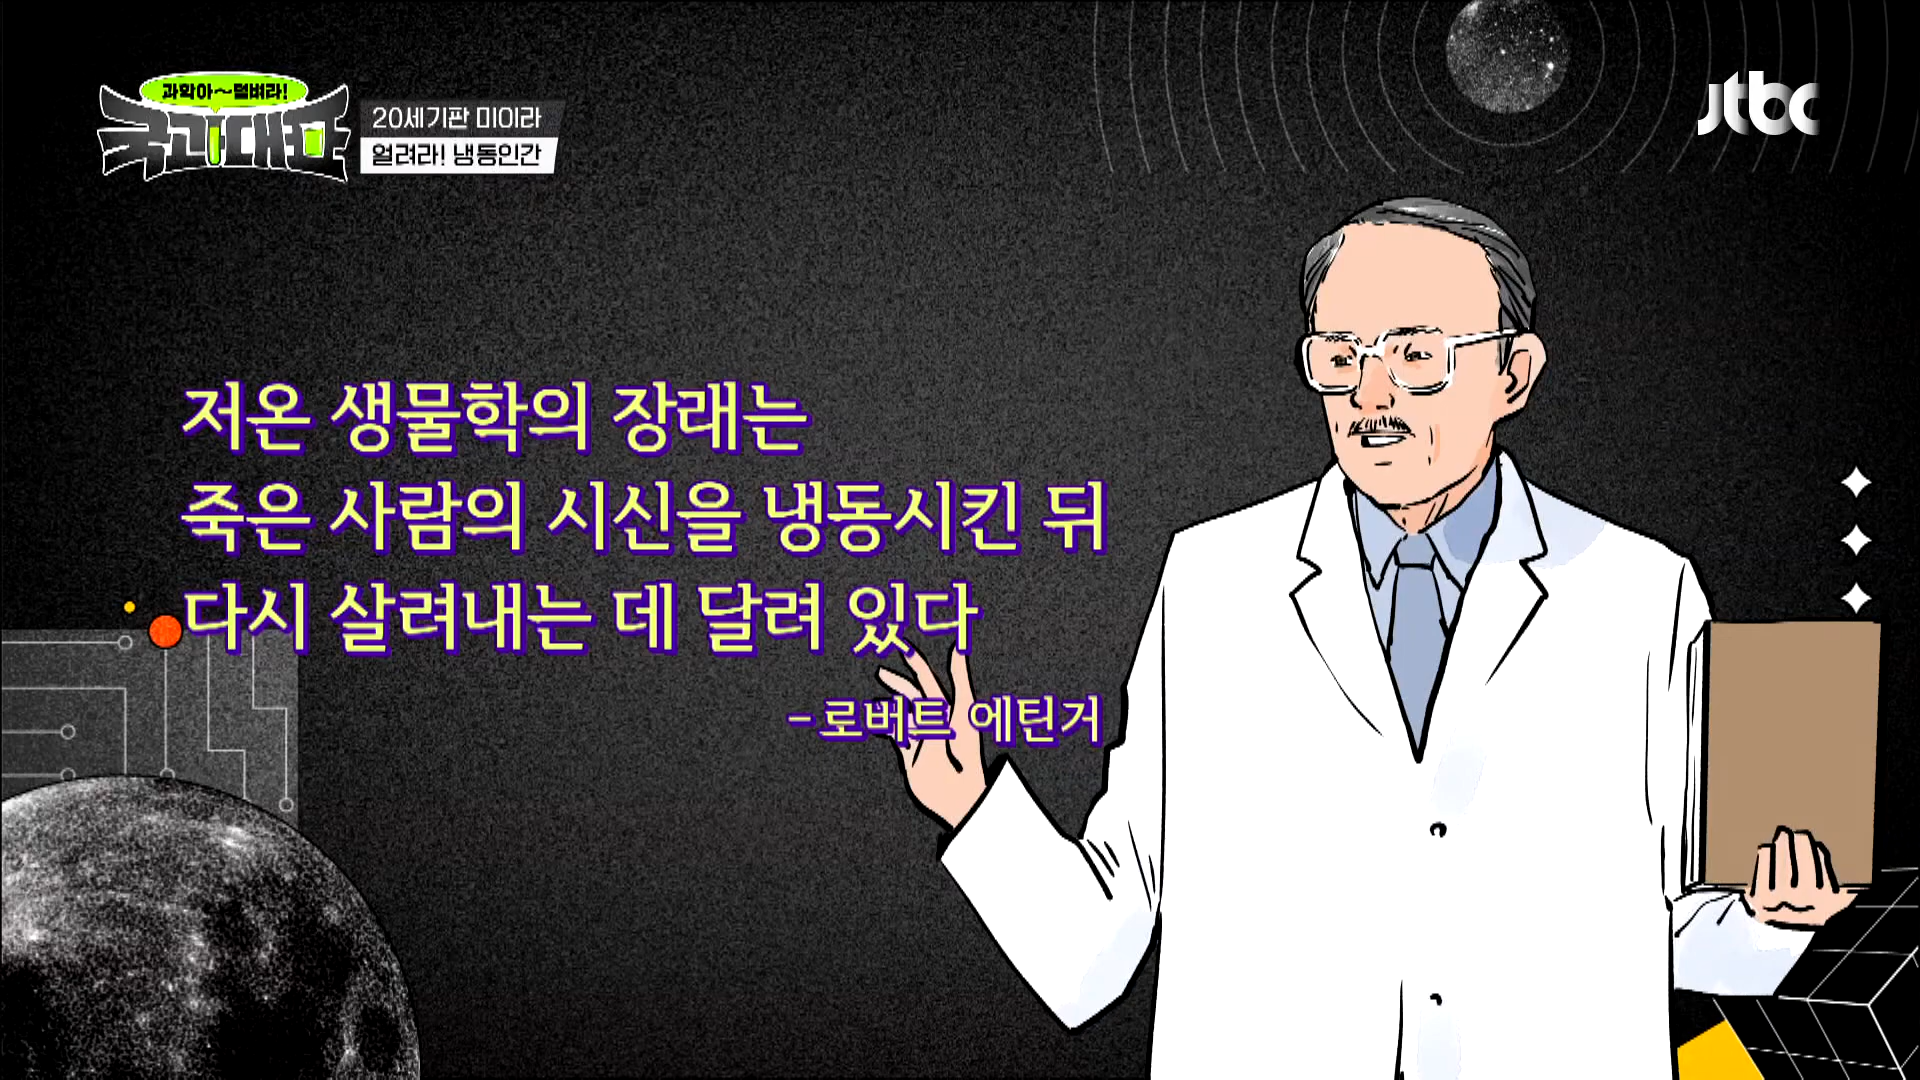 과학아~덤벼라!
국과대표
20세기판 미이라
얼려라! 냉동인간
jtbc
저온 생물학의 장래는
죽은 사람의 시신을 냉동시킨 뒤
다시 살려내는 데 달려 있다
-로버트 에틴거